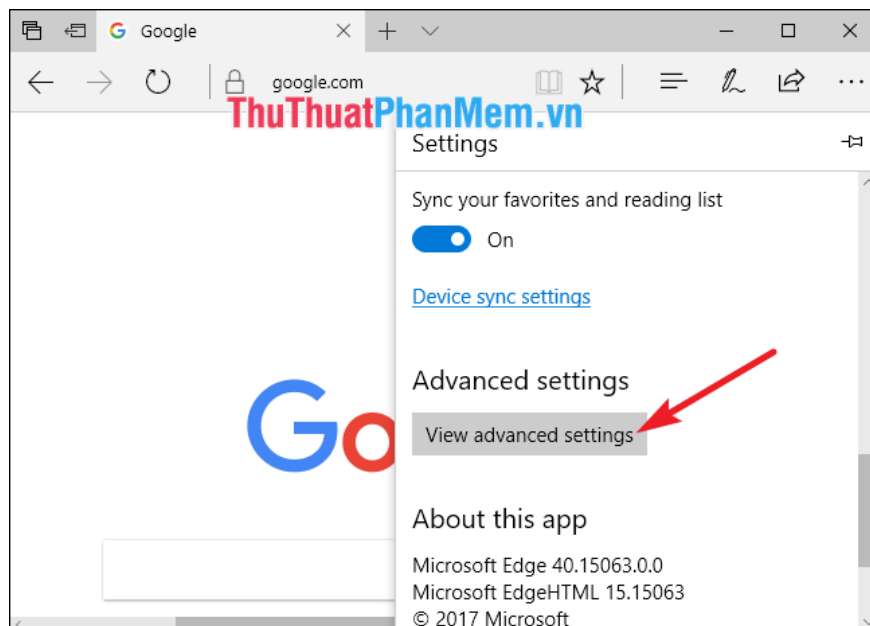 Google
google.com
ThuThuatPhanMem.vn
Settings
Sync your favorites and reading list
On
Device sync settings
Advanced settings
View advanced settings
Go
About this app
Microsoft Edge 40.15063.0.0
Microsoft EdgeHTML 15.15063
© 2017 Microsoft